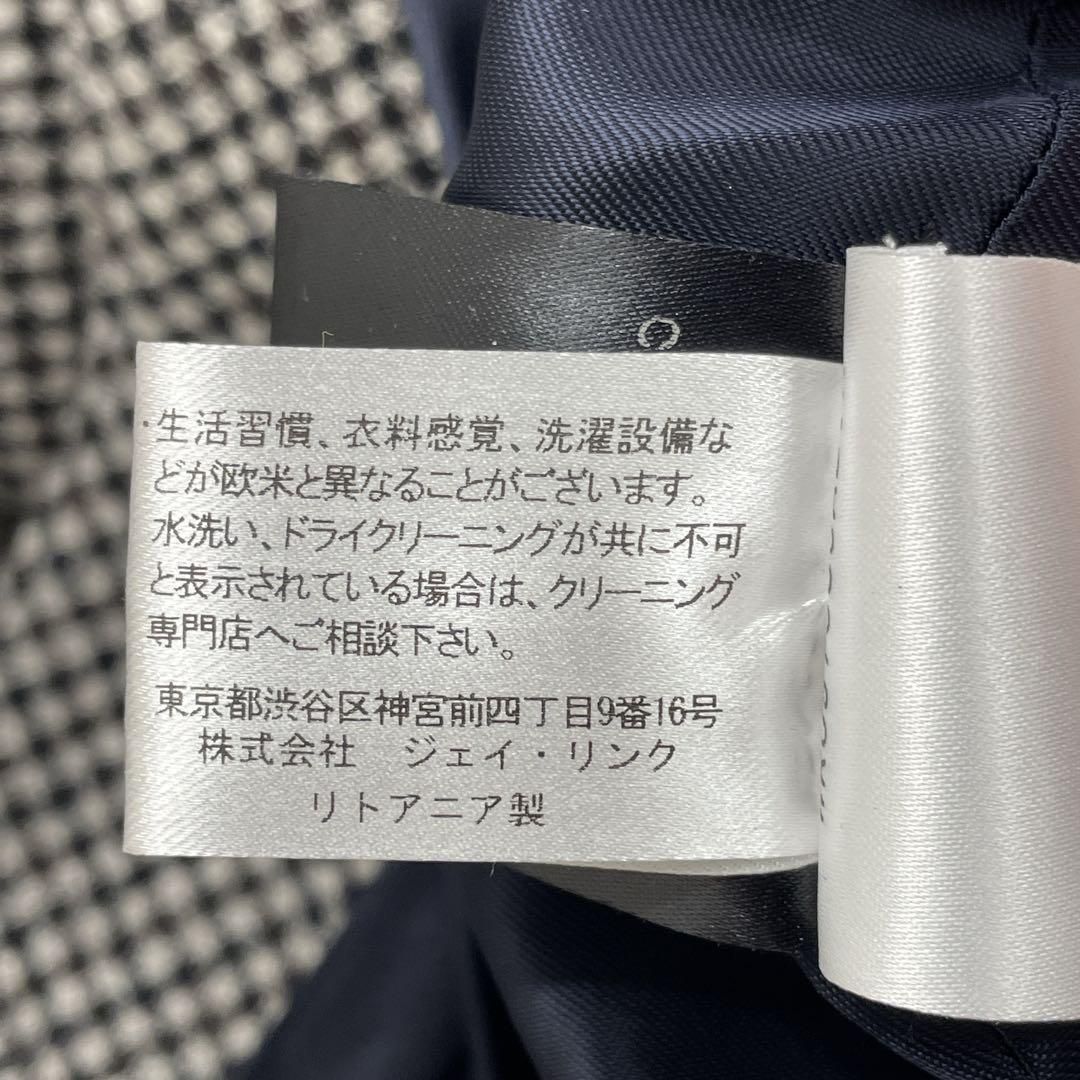 ・生活習慣、衣料感覚、洗濯設備な
どが欧米と異なることがございます。
水洗い、ドライクリーニングが共に不可
と表示されている場合は、クリーニング
専門店へご相談下さい。
東京都渋谷区神宮前四丁目9番16号
株式会社　ジェイ・リンク
リトアニア製